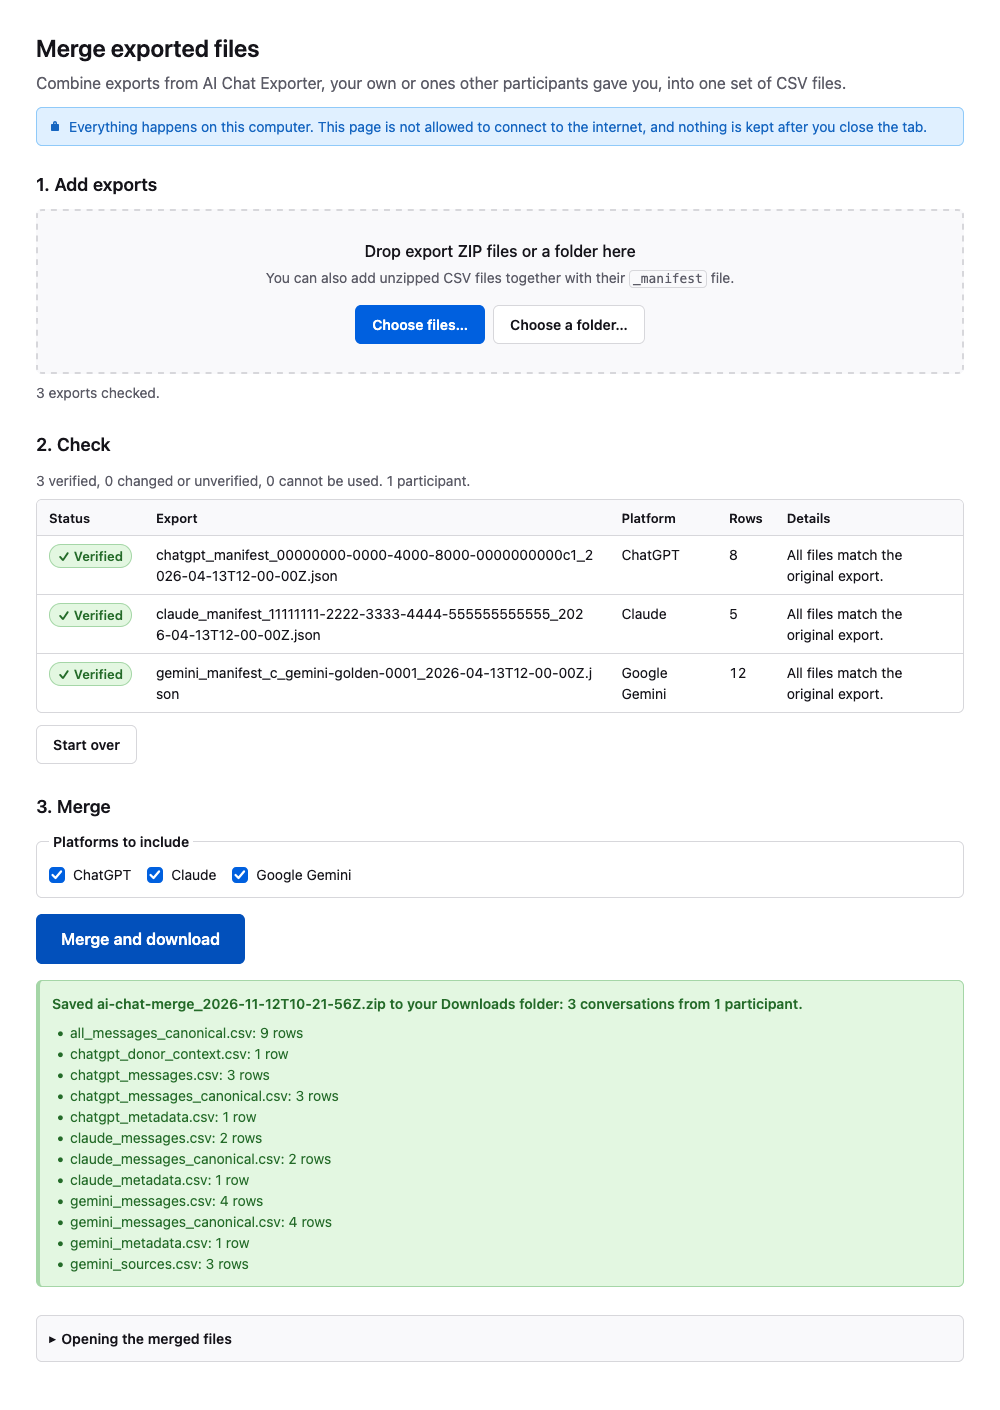 Merge exported files
Combine exports from AI Chat Exporter, your own or ones other participants gave you, into one set of CSV files.
Everything happens on this computer. This page is not allowed to connect to the internet, and nothing is kept after you close the tab.
1. Add exports
Drop export ZIP files or a folder here
You can also add unzipped CSV files together with their _manifest file.
Choose files...
Choose a folder...
3 exports checked.
2. Check
3 verified, 0 changed or unverified, 0 cannot be used. 1 participant.
Status Export Platform Rows Details
✓ Verified chatgpt_manifest_00000000-0000-4000-8000-0000000000c1_2 ChatGPT 8 All files match the
026-04-13T12-00-00Z.json original export.
✓ Verified claude_manifest_11111111-2222-3333-4444-555555555555_202 Claude 5 All files match the
6-04-13T12-00-00Z.json original export.
✓ Verified gemini_manifest_c_gemini-golden-0001_2026-04-13T12-00-00Z.j Google 12 All files match the
son Gemini original export.
Start over
3. Merge
Platforms to include
ChatGPT Claude Google Gemini
Merge and download
Saved ai-chat-merge_2026-11-12T10-21-56Z.zip to your Downloads folder: 3 conversations from 1 participant.
• all_messages_canonical.csv: 9 rows
• chatgpt_donor_context.csv: 1 row
• chatgpt_messages.csv: 3 rows
• chatgpt_messages_canonical.csv: 3 rows
• chatgpt_metadata.csv: 1 row
• claude_messages.csv: 2 rows
• claude_messages_canonical.csv: 2 rows
• claude_metadata.csv: 1 row
• gemini_messages.csv: 4 rows
• gemini_messages_canonical.csv: 4 rows
• gemini_metadata.csv: 1 row
• gemini_sources.csv: 3 rows
▸ Opening the merged files